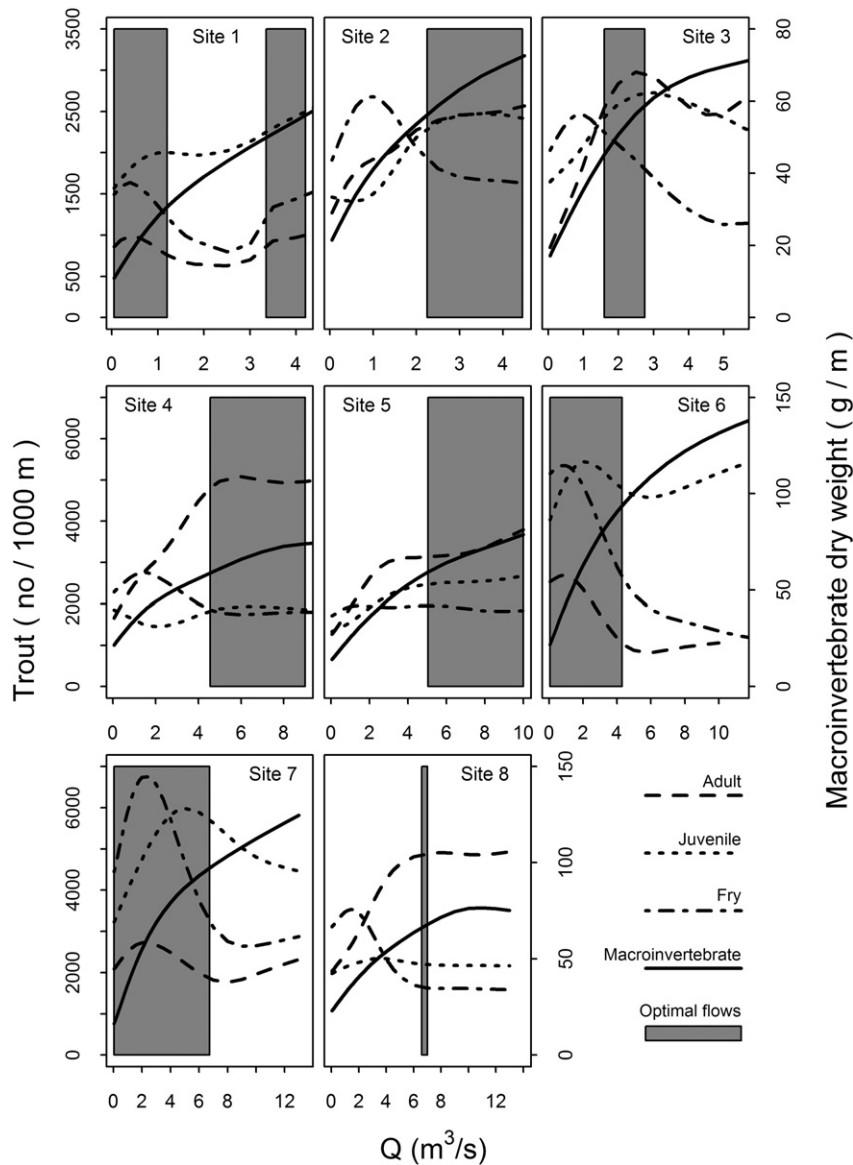 Site 1
Site 2
Site 3
0 500 1500 2500 3500
0 20 40 60 80
0 1 2 3 4
0 1 2 3 4
0 1 2 3 4 5
Site 4
Site 5
Site 6
0 2000 4000 6000
0 50 100 150
0 2 4 6 8
0 2 4 6 8 10
0 2 4 6 8 10
Site 7
Site 8
0 2000 4000 6000
0 50 100 150
0 2 4 6 8 12
0 2 4 6 8 12
Adult
Juvenile
Fry
Macroinvertebrate
Optimal flows
Trout ( no / 1000 m )
Macroinvertebrate dry weight ( g / m )
Q (m³/s)